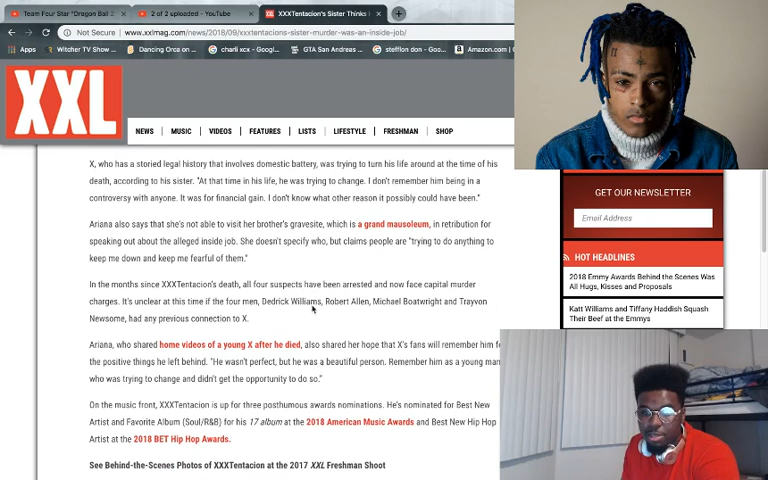 Team Four Star "Dragon Ball Z
2 of 2 uploaded - YouTube
XXXTentacion's Sister Thinks
Not Secure | www.xxlmag.com/news/2018/09/xxxtentacions-sister-murder-was-an-inside-job/
Apps
Witcher TV Show ...
Dancing Orca on ...
charli xcx - Googl...
GTA San Andreas ...
stefflon don - Goo...
Amazon.com |
XXL
NEWS | MUSIC | VIDEOS | FEATURES | LISTS | LIFESTYLE | FREEMAN | SHOP
X, who has a storied legal history that involves domestic battery, was trying to turn his life around at the time of his
death, according to his sister. "At that time in his life, he was trying to change. I don't remember him being in a
controversy with anyone. It was for financial gain. I don't know what other reason it possibly could have been."
Ariana also says that she's not able to visit her brother's gravesite, which is a grand mausoleum, in retribution for
speaking out about the alleged inside job. She doesn't specify who, but claims people are "trying to do anything to
keep me down and keep me fearful of them."
In the months since XXXTentacion's death, all four suspects have been arrested and now face capital murder
charges. It's unclear at this time if the four men, Dedrick Williams, Robert Allen, Michael Boatwright and Trayvon
Newsome, had any previous connection to X.
Ariana, who shared home videos of a young X after he died, also shared her hope that X's fans will remember him fo
the positive things he left behind. "He wasn't perfect, but he was a beautiful person. Remember him as a young man
who was trying to change and didn't get the opportunity to do so."
On the music front, XXXTentacion is up for three posthumous awards nominations. He's nominated for Best New
Artist and Favorite Album (Soul/R&B) for his 17 album at the 2018 American Music Awards and Best New Hip Hop
Artist at the 2018 BET Hip Hop Awards.
See Behind-the-Scenes Photos of XXXTentacion at the 2017 XXL Freshman Shoot
GET OUR NEWSLETTER
Email Address
HOT HEADLINES
2018 Emmy Awards Behind the Scenes Was
All Hugs, Kisses and Proposals
Katt Williams and Tiffany Haddish Squash
Their Beef at the Emmys